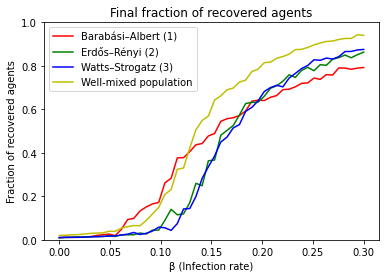 Final fraction of recovered agents
Fraction of recovered agents
1.0
0.8
0.6
0.4
0.2
0.0
Barabási–Albert (1)
Erdős–Rényi (2)
Watts–Strogatz (3)
Well-mixed population
0.00 0.05 0.10 0.15 0.20 0.25 0.30
β (Infection rate)